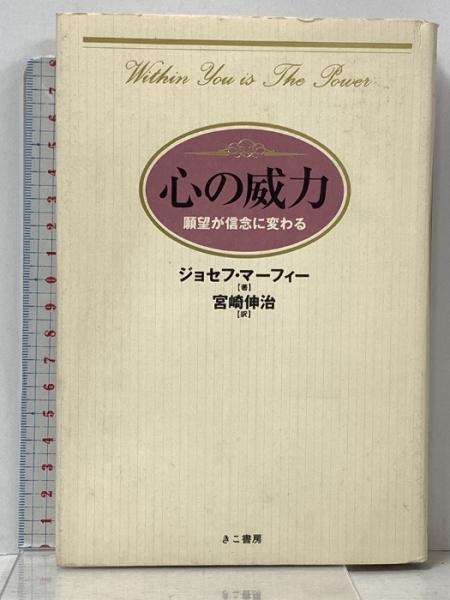 Within You is The Power
心の威力
願望が信念に変わる
ジョセフ・マーフィー
【著】
宮崎伸治
【訳】
きこ書房